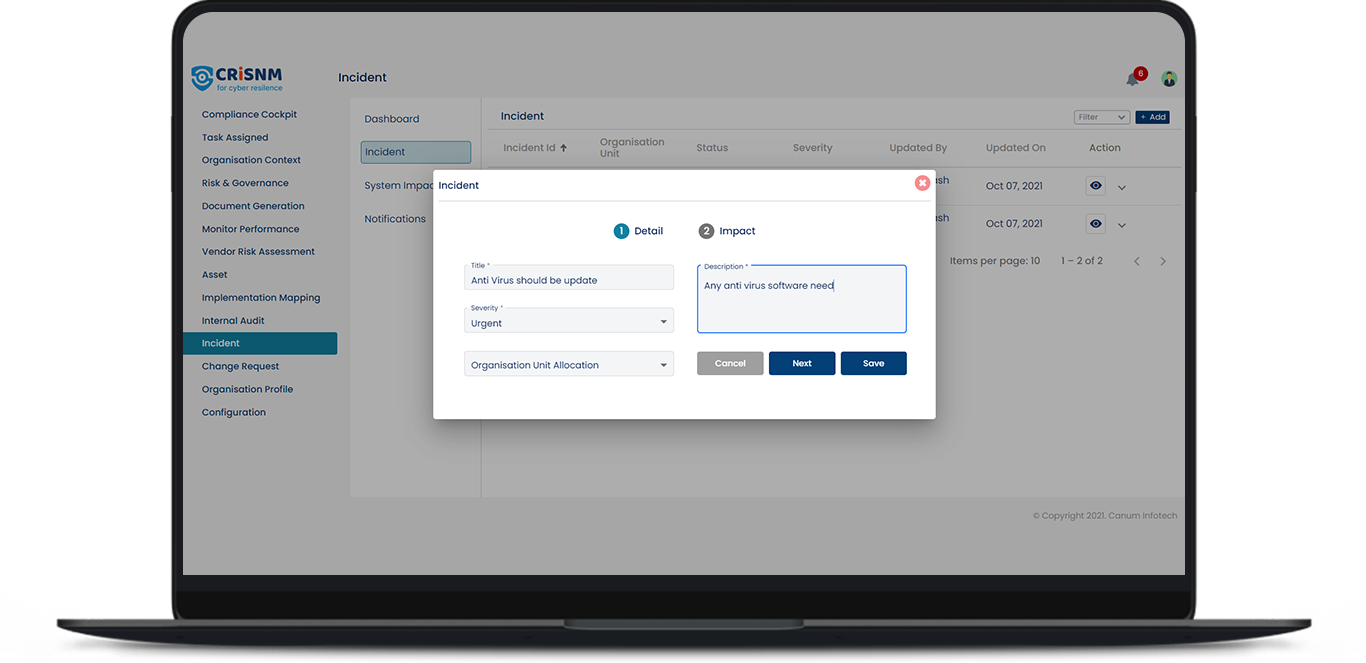 CRiSNM
for cyber resilence
Incident
6
Compliance Cockpit
Task Assigned
Organisation Context
Risk & Governance
Document Generation
Monitor Performance
Vendor Risk Assessment
Asset
Implementation Mapping
Internal Audit
Incident
Change Request
Organisation Profile
Configuration
Dashboard
Incident
System Impac
Notifications
Incident
Filter
+ Add
Incident Id
Organisation
Unit
Status
Severity
Updated By
Updated On
Action
ash
Oct 07, 2021
ash
Oct 07, 2021
Items per page: 10
1 – 2 of 2
Incident
1 Detail
2 Impact
Title *
Anti Virus should be update
Severity *
Urgent
Organisation Unit Allocation
Description *
Any anti virus software need
Cancel
Next
Save
© Copyright 2021. Canum Infotech